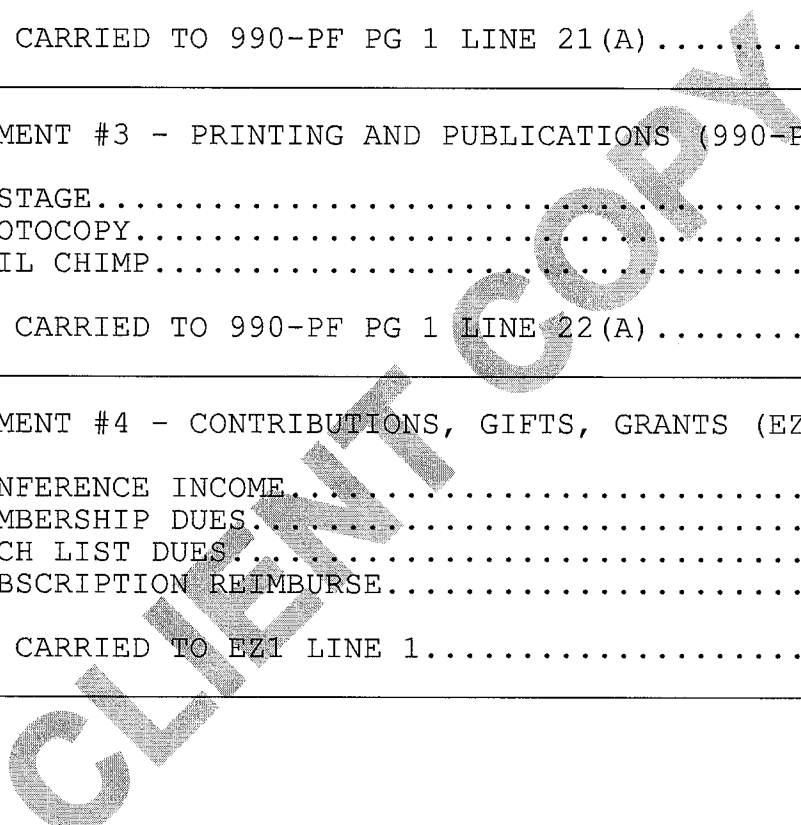 CARRIED TO 990-PF PG 1 LINE 21(A)........
MENT #3 - PRINTING AND PUBLICATIONS (990-P
STAGE.....................................
OTOCOPY...................................
IL CHIMP..................................
CARRIED TO 990-PF PG 1 LINE 22(A)........
MENT #4 - CONTRIBUTIONS, GIFTS, GRANTS (EZ
NFERENCE INCOME...........................
MBERSHIP DUES.............................
CH LIST DUES..............................
BSCRIPTION REIMBURSE......................
CARRIED TO EZ1 LINE 1....................
CLIENT COPY